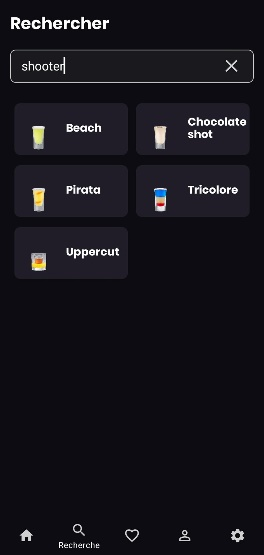 Rechercher
shooter
Beach
Chocolate
shot
Pirata
Tricolore
Uppercut
Recherche